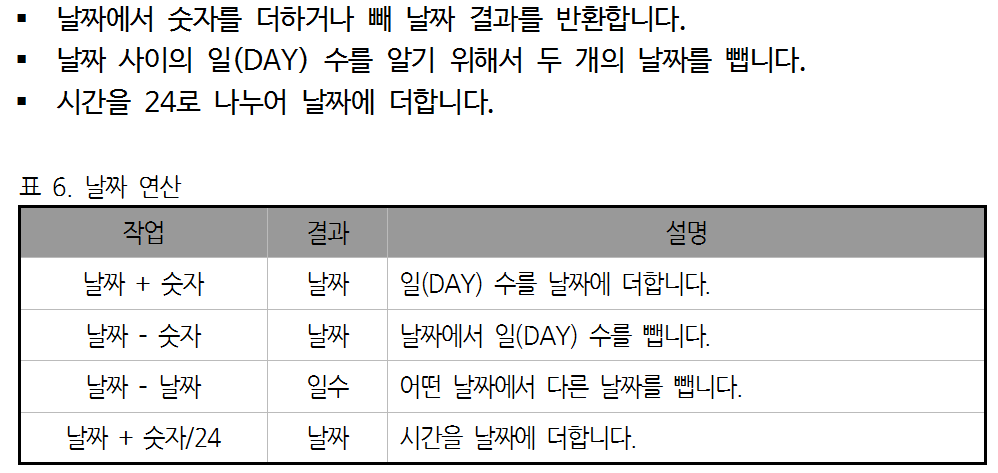 ▪ 날짜에서 숫자를 더하거나 빼 날짜 결과를 반환합니다.
▪ 날짜 사이의 일(DAY) 수를 알기 위해서 두 개의 날짜를 뺍니다.
▪ 시간을 24로 나누어 날짜에 더합니다.
표 6. 날짜 연산
작업 결과 설명
날짜 + 숫자 날짜 일(DAY) 수를 날짜에 더합니다.
날짜 - 숫자 날짜 날짜에서 일(DAY) 수를 뺍니다.
날짜 - 날짜 일수 어떤 날짜에서 다른 날짜를 뺍니다.
날짜 + 숫자/24 날짜 시간을 날짜에 더합니다.